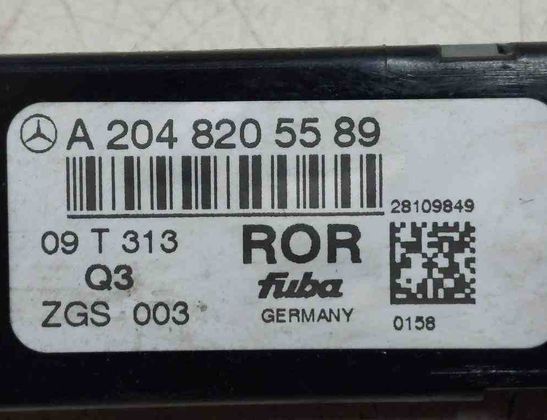 A 204 820 55 89
28109849
09 T 313
ROR
Q3
fuba
ZGS 003
GERMANY
0158